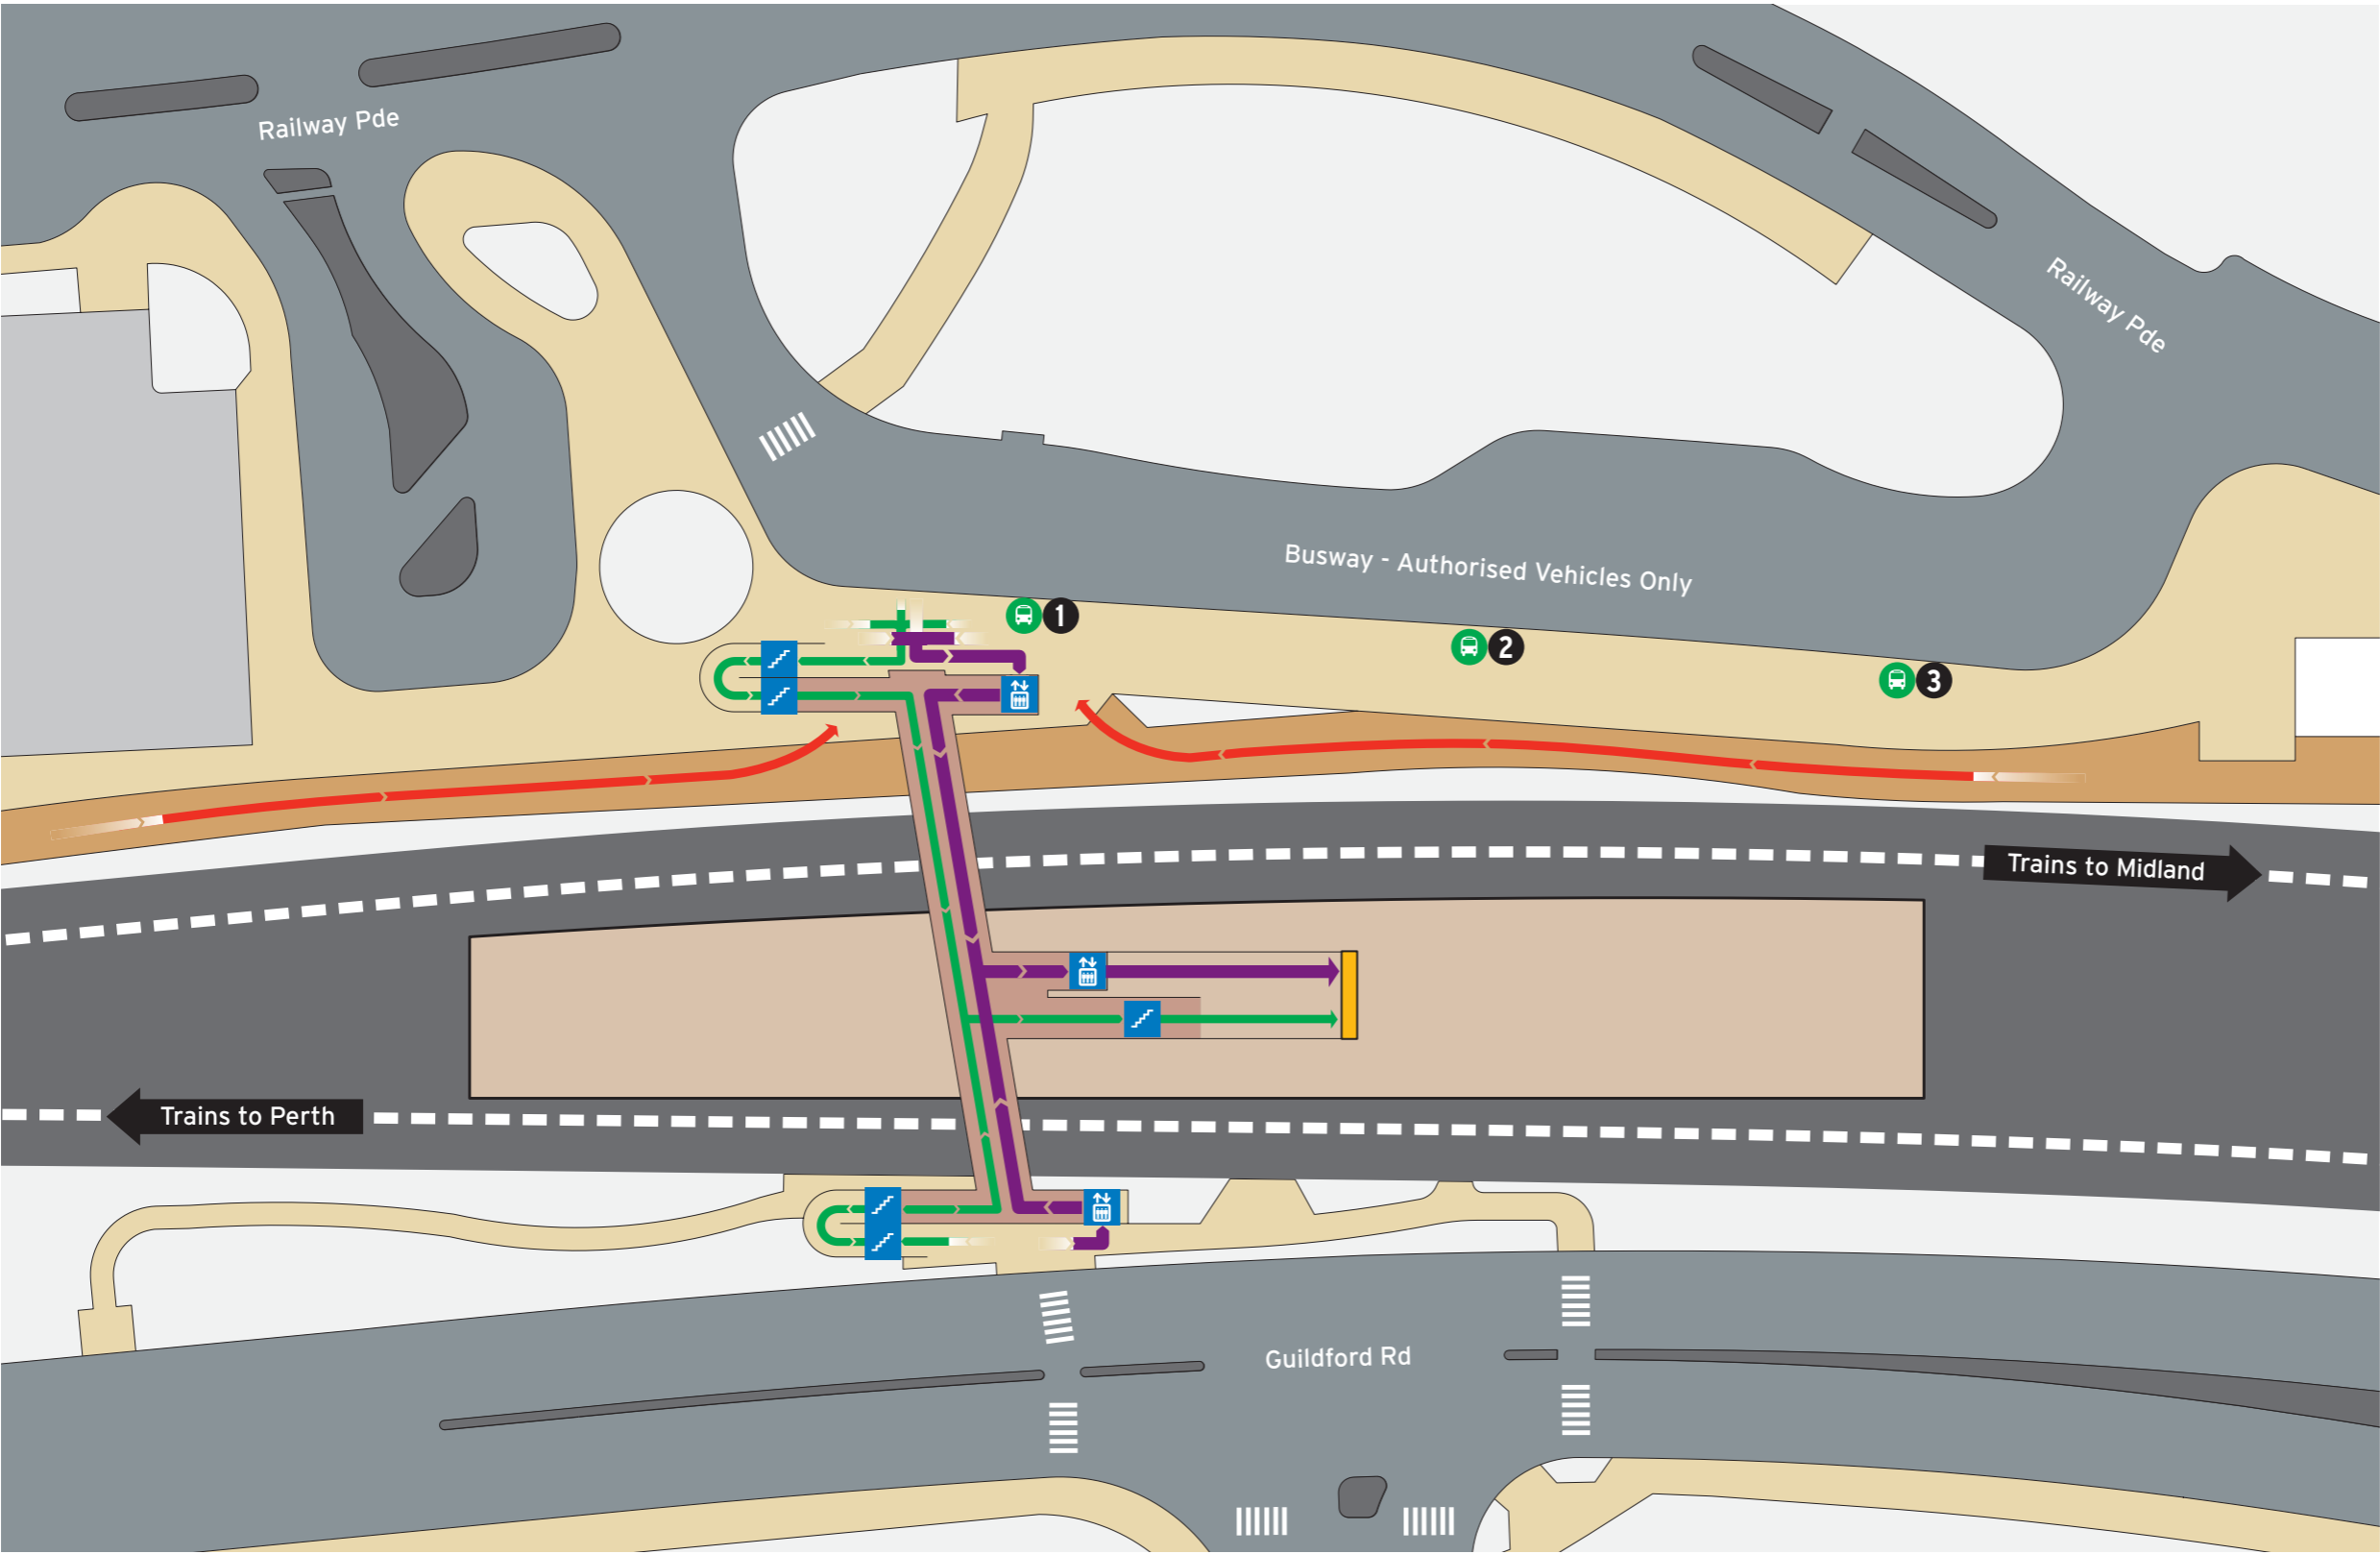 Railway Pde
Railway Pde
Busway - Authorised Vehicles Only
1
2
3
Trains to Midland
Trains to Perth
Guildford Rd